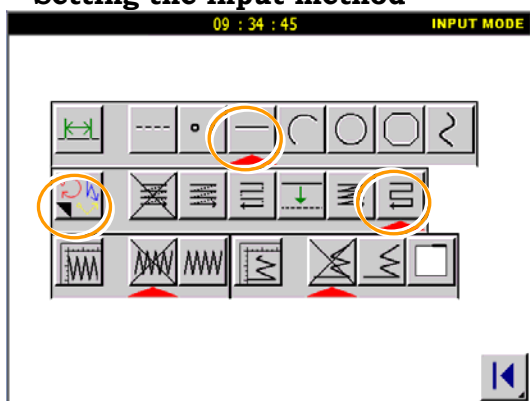 Setting the input method
09 : 34 : 45 INPUT MODE